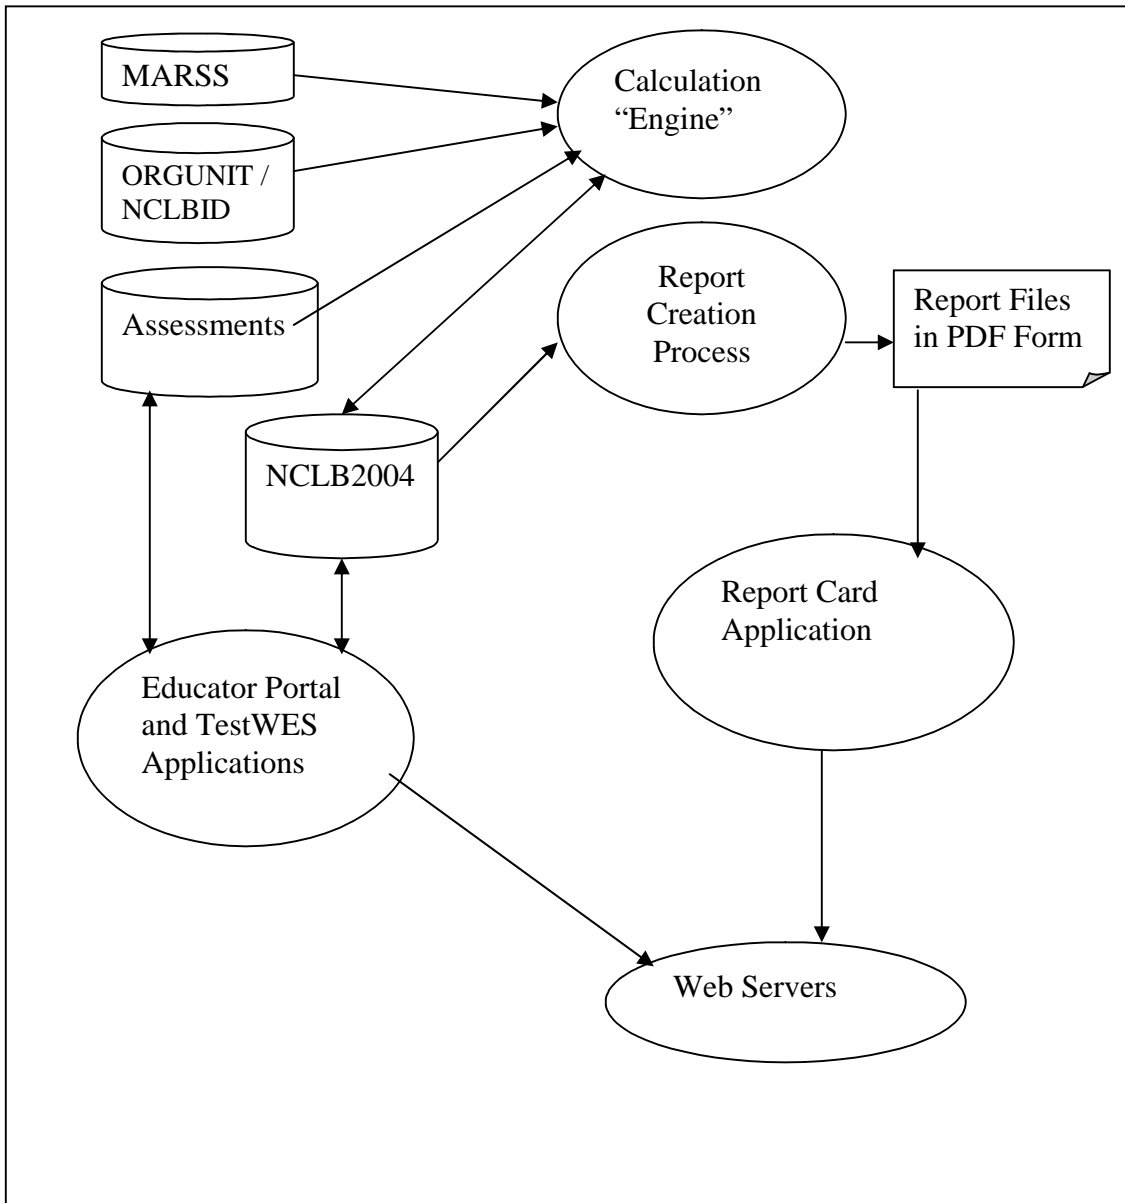 MARSS
Calculation
“Engine”
ORGUNIT /
NCLBID
Assessments
Report
Creation
Process
Report Files
in PDF Form
NCLB2004
Report Card
Application
Educator Portal
and TestWES
Applications
Web Servers